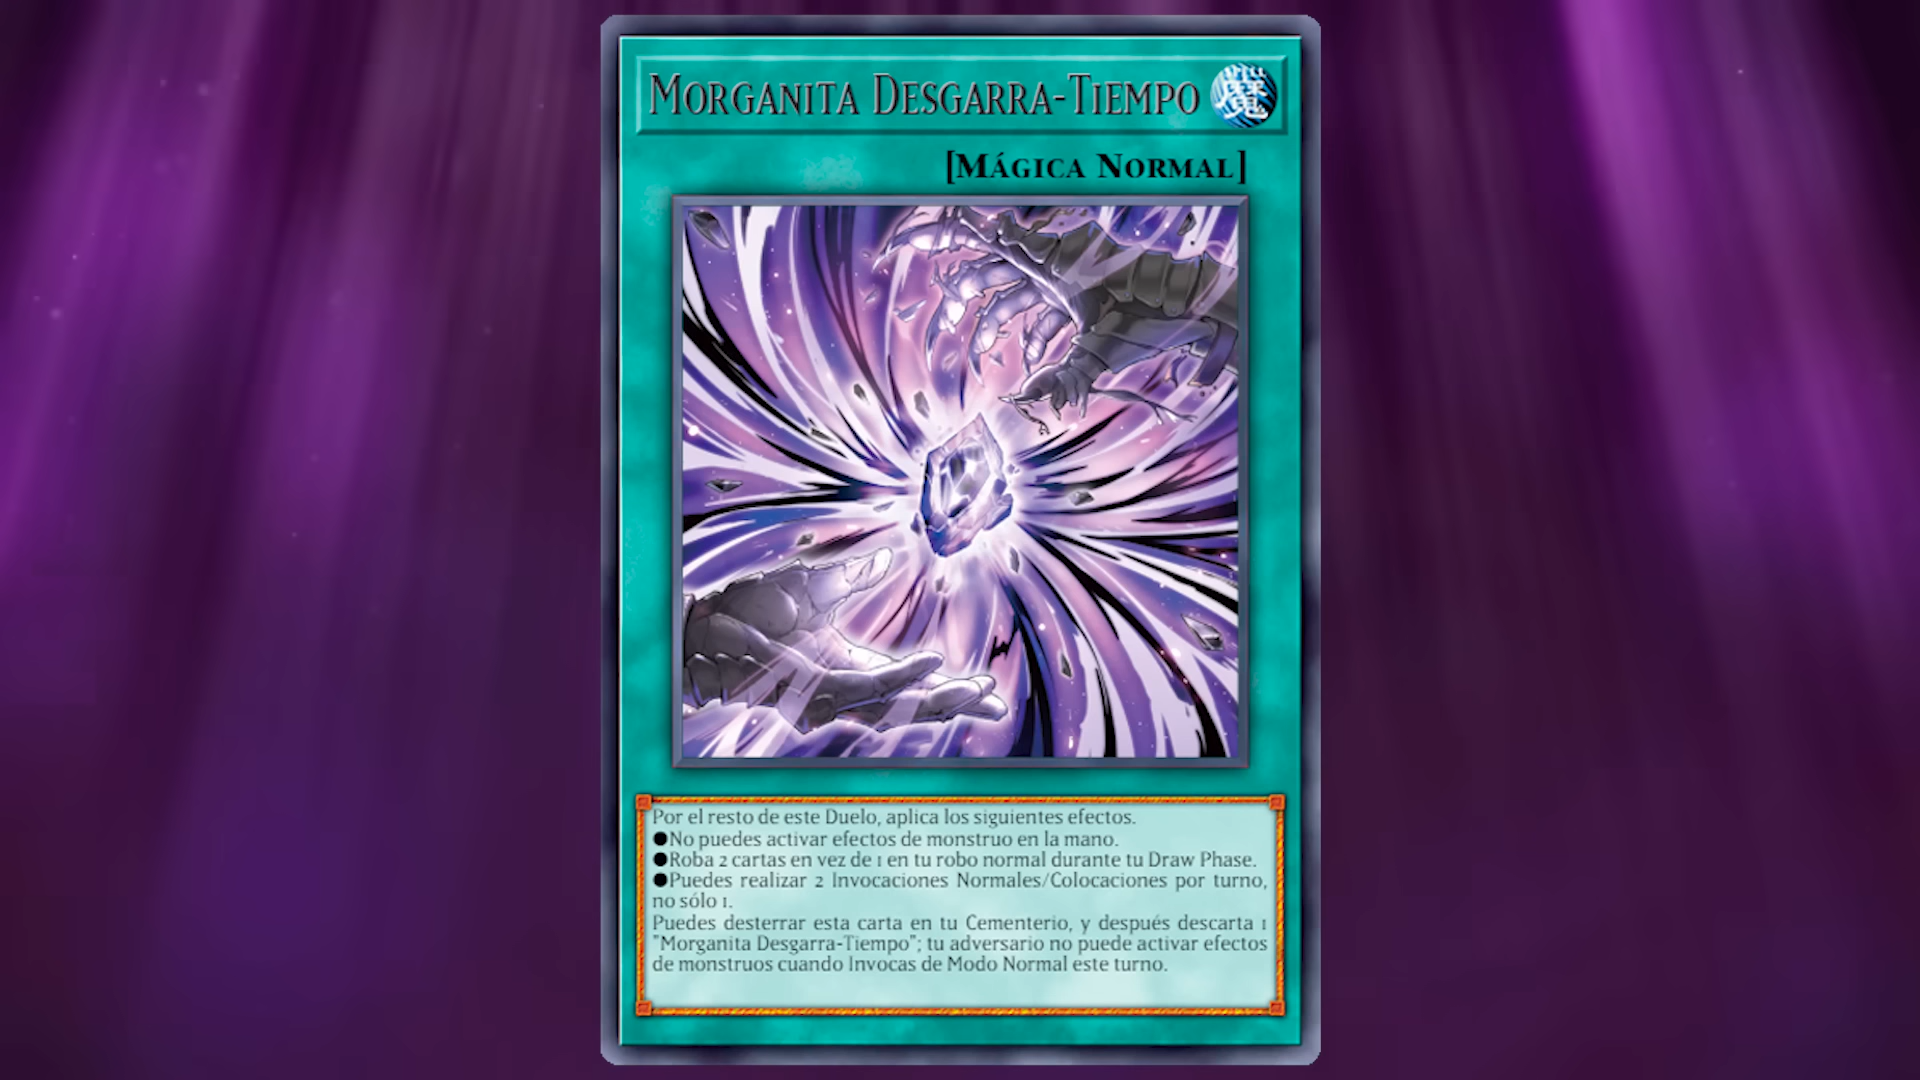 Morganita Desgarra-Tiempo 魔
[Mágica Normal]
Por el resto de este Duelo, aplica los siguientes efectos.
●No puedes activar efectos de monstruo en la mano.
●Roba 2 cartas en vez de 1 en tu robo normal durante tu Draw Phase.
●Puedes realizar 2 Invocaciones Normales/Colocaciones por turno,
no sólo 1.
Puedes desterrar esta carta en tu Cementerio, y después descarta 1
"Morganita Desgarra-Tiempo"; tu adversario no puede activar efectos
de monstruos cuando Invocas de Modo Normal este turno.